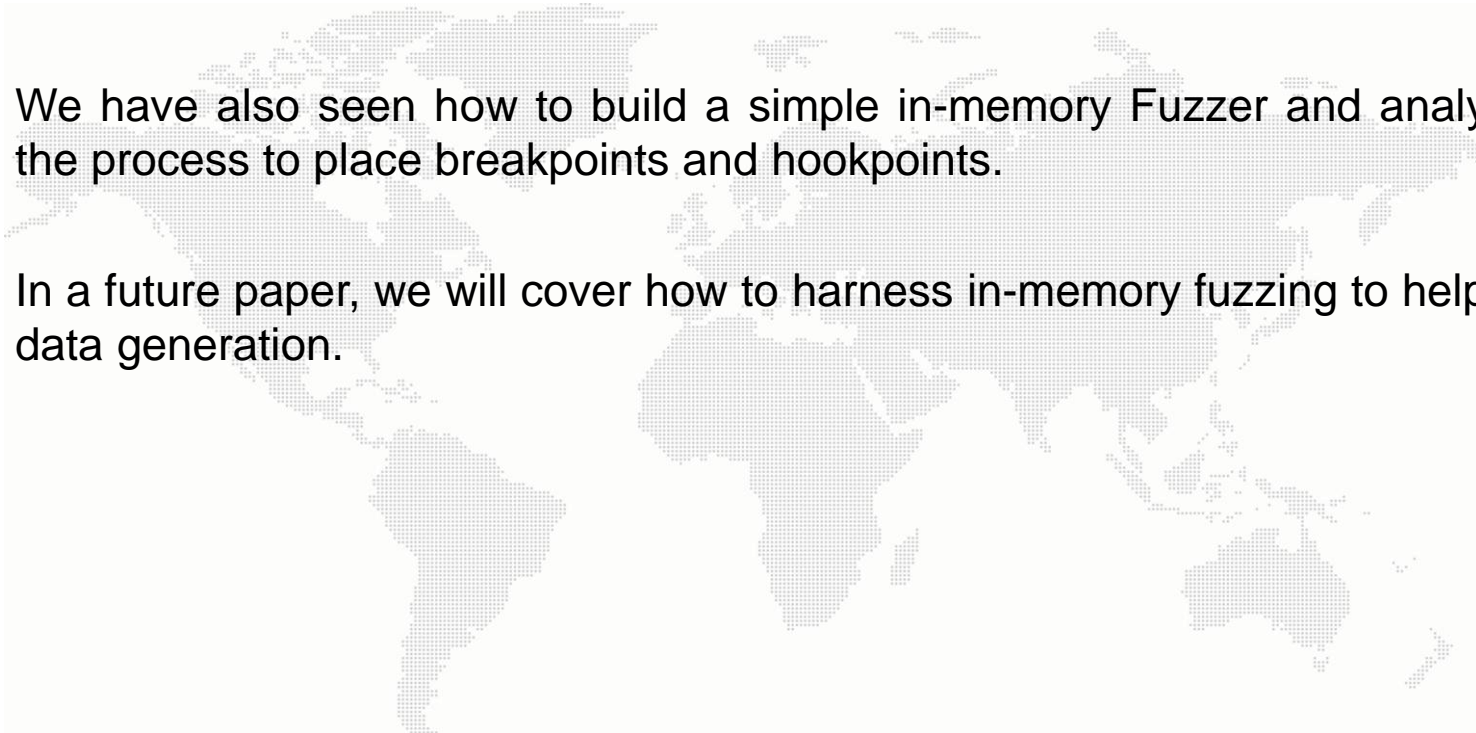 We have also seen how to build a simple in-memory Fuzzer and analy
the process to place breakpoints and hookpoints.
In a future paper, we will cover how to harness in-memory fuzzing to help
data generation.